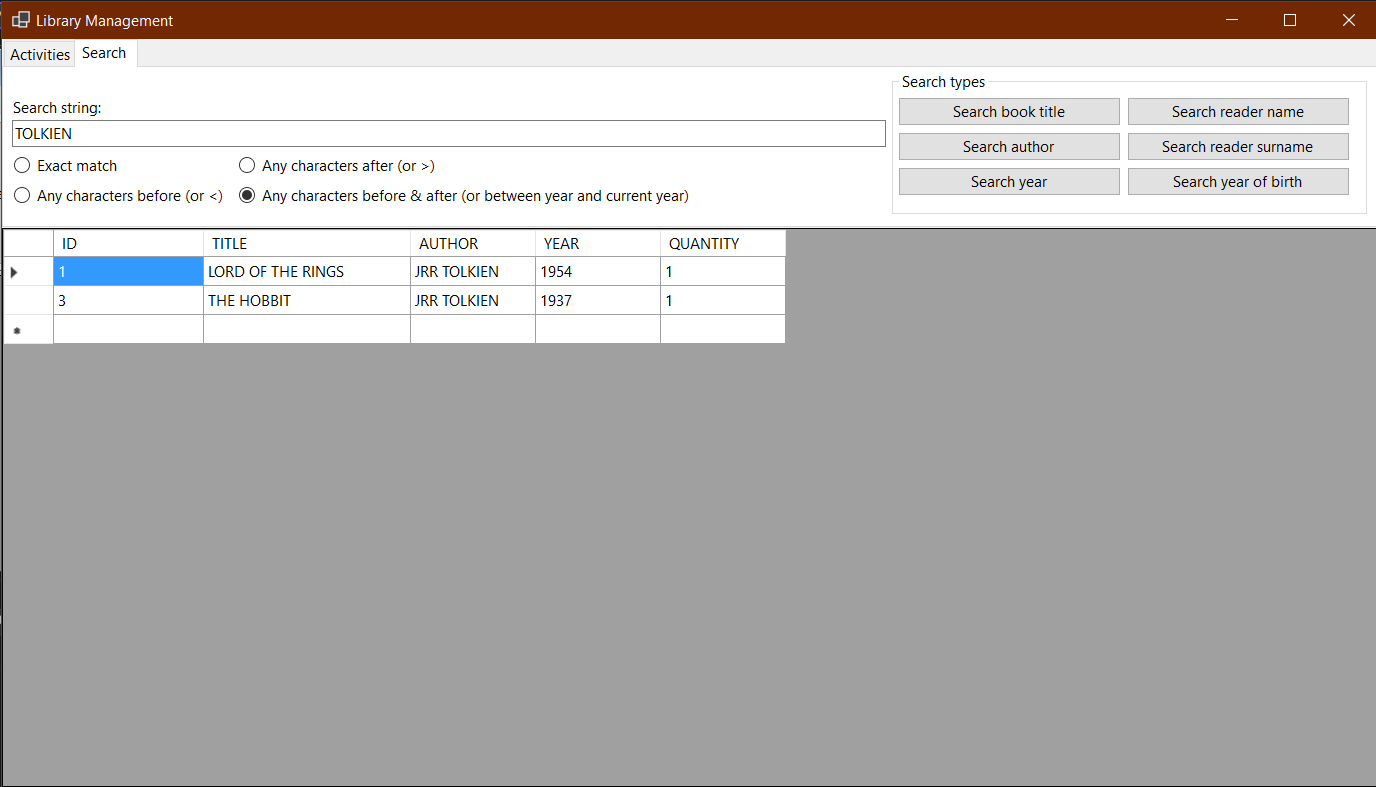 Library Management
Activities Search
Search string:
TOLKIEN
Exact match Any characters after (or >)
Any characters before (or <) Any characters before & after (or between year and current year)
Search types
Search book title Search reader name
Search author Search reader surname
Search year Search year of birth
ID TITLE AUTHOR YEAR QUANTITY
1 LORD OF THE RINGS JRR TOLKIEN 1954 1
3 THE HOBBIT JRR TOLKIEN 1937 1